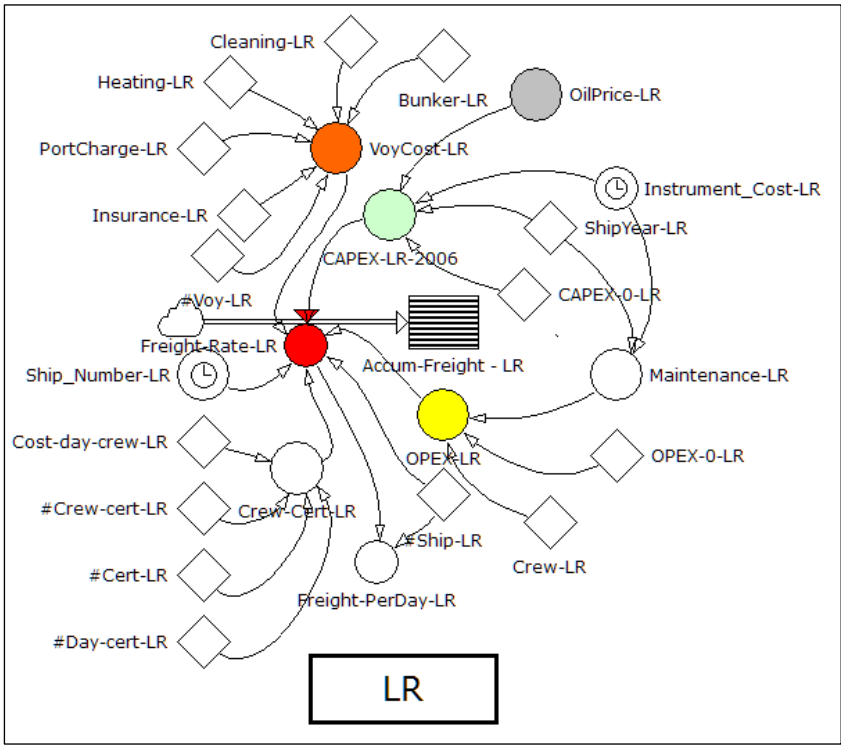 Cleaning-LR
Heating-LR
Bunker-LR
OilPrice-LR
PortCharge-LR
VoyCost-LR
Instrument_Cost-LR
Insurance-LR
ShipYear-LR
CAPEX-LR-2006
#Voy-LR
CAPEX-0-LR
Freight-Rate-LR
Accum-Freight - LR
Ship_Number-LR
Maintenance-LR
Cost-day-crew-LR
OPEX-LR
OPEX-0-LR
#Crew-cert-LR
Crew-Cert-LR
#Ship-LR
Crew-LR
#Cert-LR
Freight-PerDay-LR
#Day-cert-LR
LR